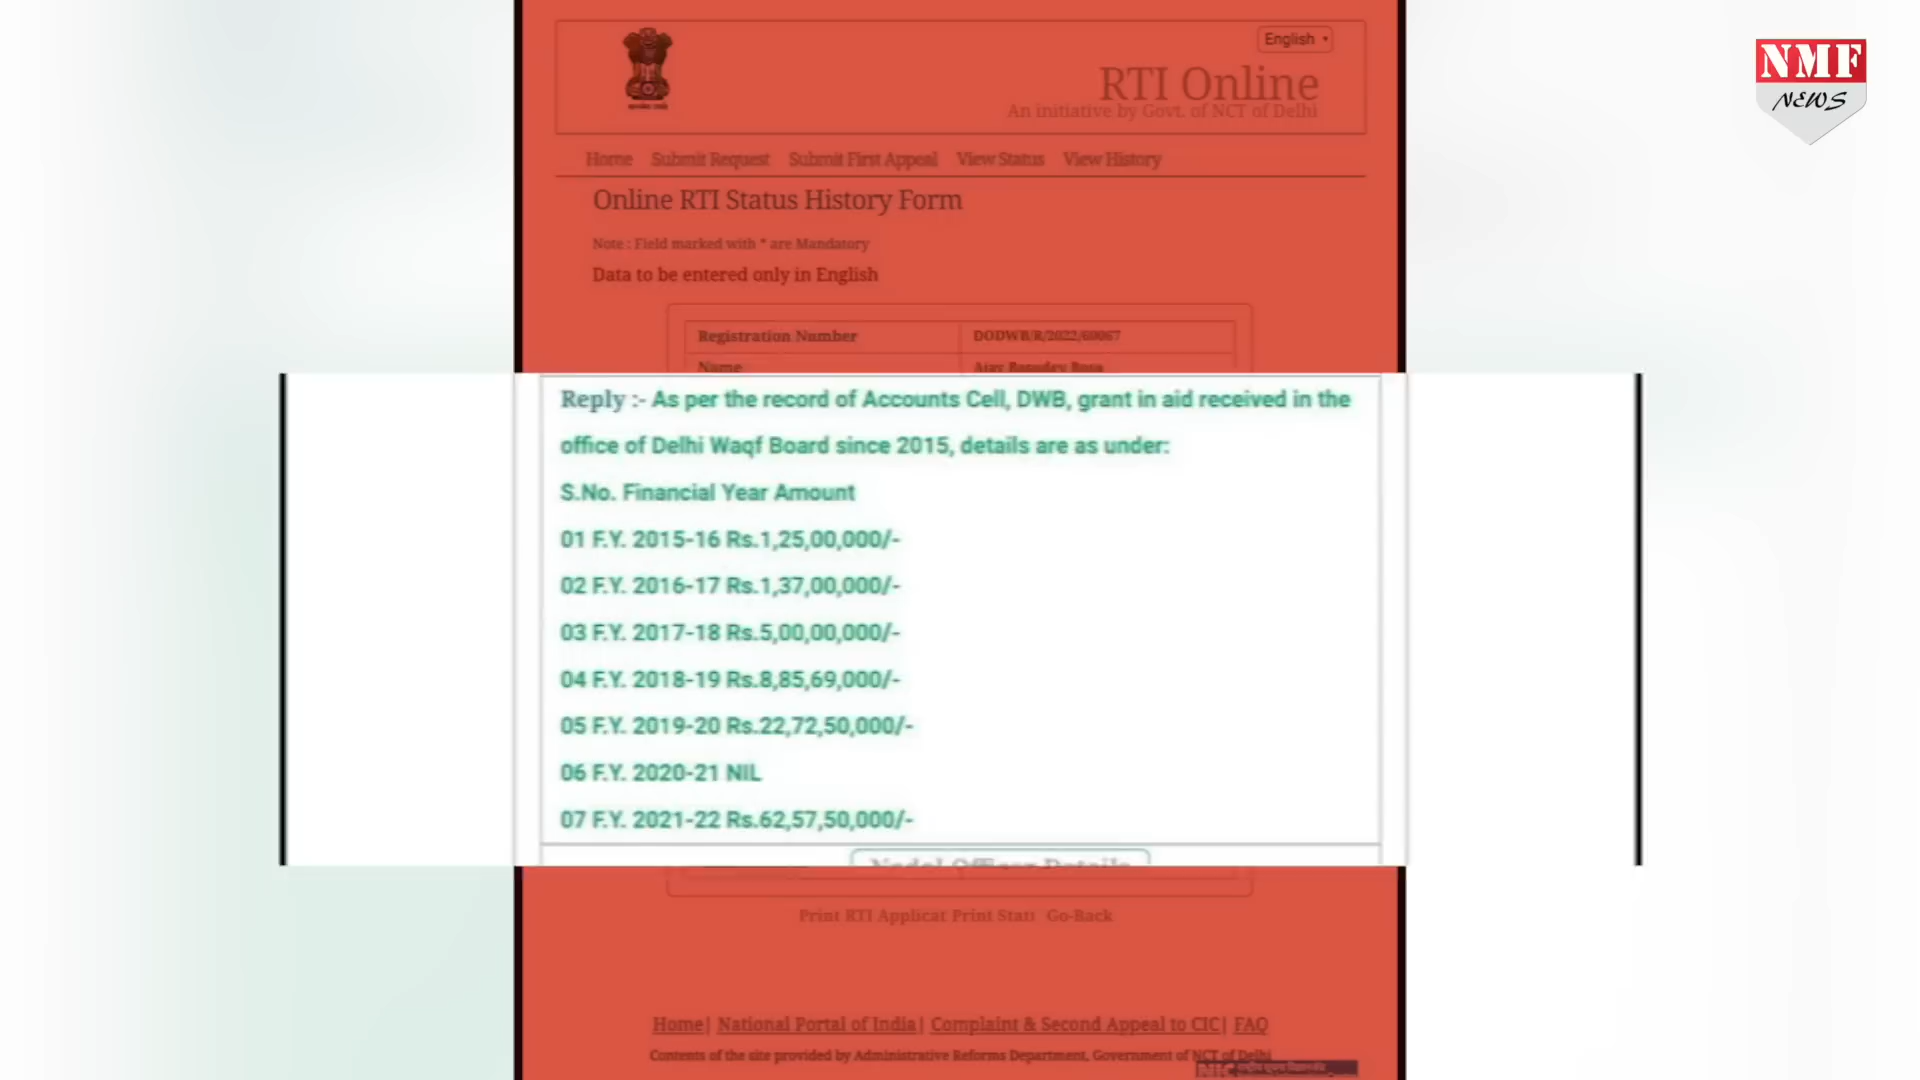 English
NMF
NEWS
RTI Online
An initiative by Govt. of NCT of Delhi
Home Submit Request Submit First Appeal View Status View History
Online RTI Status History Form
Note : Field marked with * are Mandatory
Data to be entered only in English
Registration Number DODWB/R/2022/60067
Name Ajay
Reply :- As per the record of Accounts Cell, DWB, grant in aid received in the
office of Delhi Waqf Board since 2015, details are as under:
S.No. Financial Year Amount
01 F.Y. 2015-16 Rs.1,25,00,000/-
02 F.Y. 2016-17 Rs.1,37,00,000/-
03 F.Y. 2017-18 Rs.5,00,00,000/-
04 F.Y. 2018-19 Rs.8,85,69,000/-
05 F.Y. 2019-20 Rs.22,72,50,000/-
06 F.Y. 2020-21 NIL
07 F.Y. 2021-22 Rs.62,57,50,000/-
Nodal Officer Details
Print RTI Applicat Print Stat Go-Back
Home| National Portal of India| Complaint & Second Appeal to CIC| FAQ
Contents of the site provided by Administrative Reforms Department, Government of NCT of Delhi